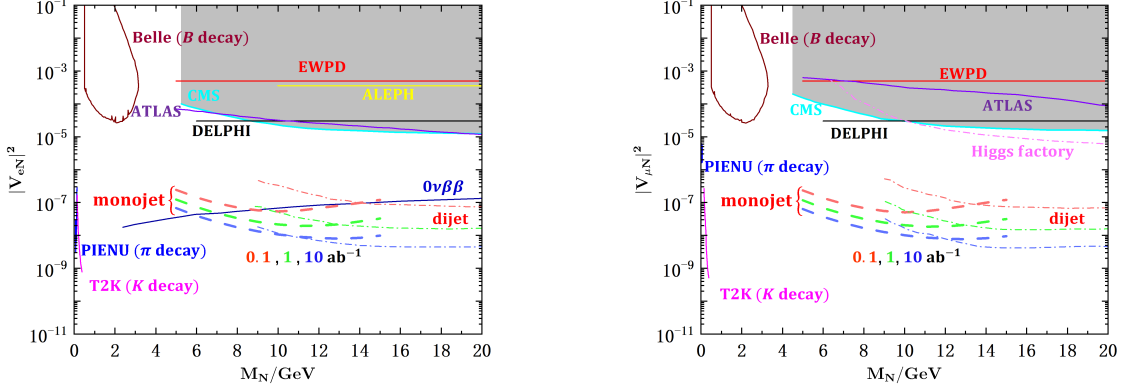 10⁻¹
10⁻³
10⁻⁵
10⁻⁷
10⁻⁹
10⁻¹¹
|V_eN|²
Belle (B decay)
EWPD
CMS
ALEPH
ATLAS
DELPHI
0νββ
monojet
dijet
PIENU (π decay)
0.1, 1, 10 ab⁻¹
T2K (K decay)
0 2 4 6 8 10 12 14 16 18 20
M_N/GeV
10⁻¹
10⁻³
10⁻⁵
10⁻⁷
10⁻⁹
10⁻¹¹
|V_μN|²
Belle (B decay)
EWPD
ATLAS
CMS
DELPHI
Higgs factory
PIENU (π decay)
monojet
dijet
0.1, 1, 10 ab⁻¹
T2K (K decay)
0 2 4 6 8 10 12 14 16 18 20
M_N/GeV